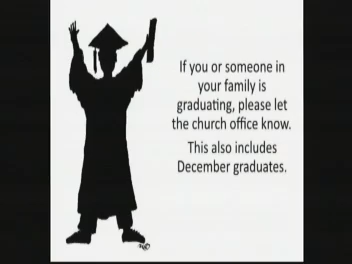 If you or someone in
your family is
graduating, please let
the church office know.
This also includes
December graduates.